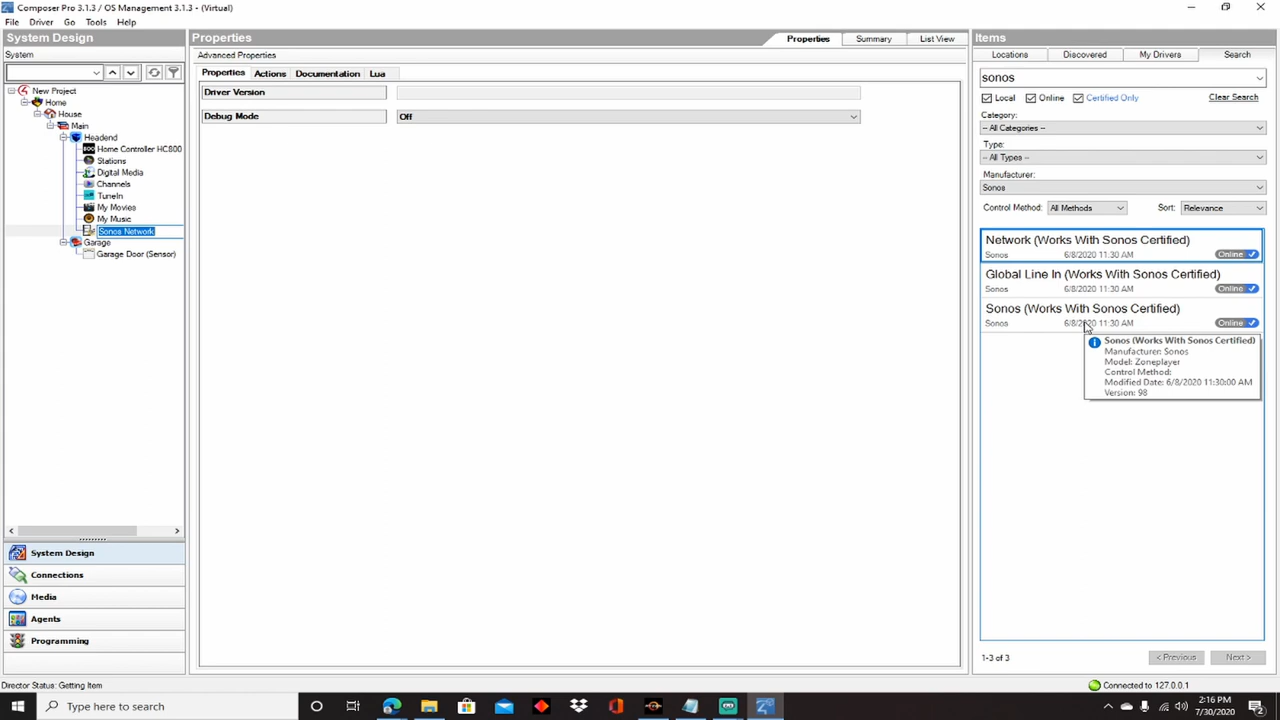 Composer Pro 3.1.3 / OS Management 3.1.3 - (Virtual)
File Driver Go Tools Help
System Design
System
New Project
Home
House
Main
Headend
Home Controller HC800
Stations
Digital Media
Channels
TuneIn
My Movies
My Music
Sonos Network
Garage
Garage Door (Sensor)
System Design
Connections
Media
Agents
Programming
Director Status: Getting Item
Properties
Properties Summary List View
Advanced Properties
Properties Actions Documentation Lua
Driver Version
Debug Mode Off
Items
Locations Discovered My Drivers Search
sonos
Local Online Certified Only Clear Search
Category:
-- All Categories --
Type:
-- All Types --
Manufacturer:
Sonos
Control Method: All Methods Sort: Relevance
Network (Works With Sonos Certified)
Sonos 6/8/2020 11:30 AM Online
Global Line In (Works With Sonos Certified)
Sonos 6/8/2020 11:30 AM Online
Sonos (Works With Sonos Certified)
Sonos 6/8/2020 11:30 AM Online
Sonos (Works With Sonos Certified)
Manufacturer: Sonos
Model: Zoneplayer
Control Method:
Modified Date: 6/8/2020 11:30:00 AM
Version: 98
1-3 of 3 < Previous Next >
Connected to 127.0.0.1
Type here to search
2:16 PM
7/30/2020
2